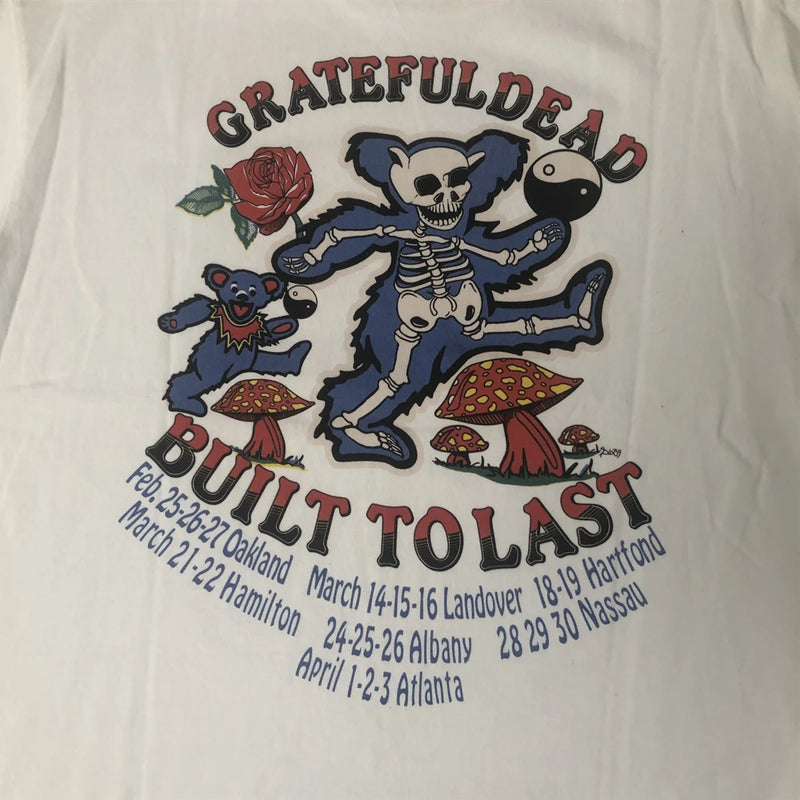 GRATEFUL DEAD
BUILT TO LAST
Feb. 25-26-27 Oakland March 14-15-16 Landover 18-19 Hartfond
March 21-22 Hamilton 24-25-26 Albany 28 29 30 Nassau
April 1-2-3 Atlanta